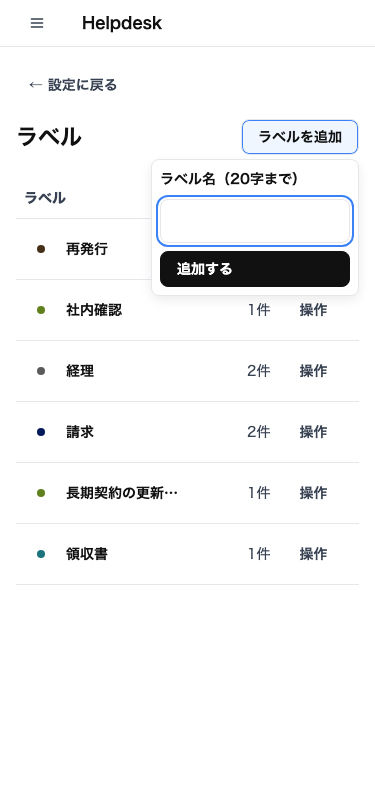 Helpdesk
← 設定に戻る
ラベル
ラベルを追加
ラベル名（20字まで）
追加する
ラベル
再発行
社内確認 1件 操作
経理 2件 操作
請求 2件 操作
長期契約の更新… 1件 操作
領収書 1件 操作